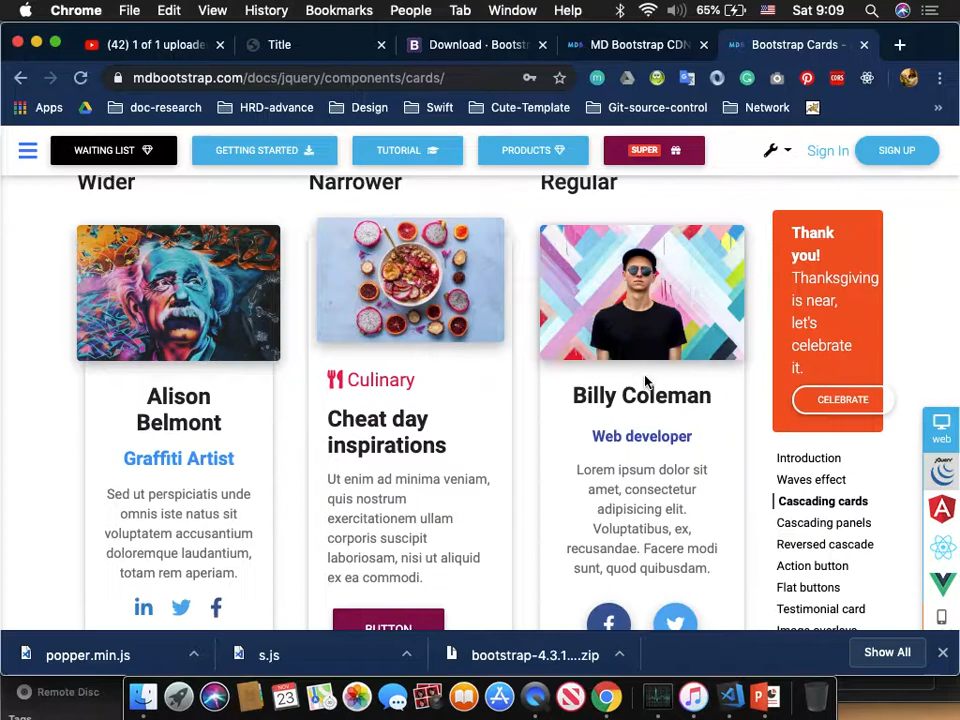 Chrome File Edit View History Bookmarks People Tab Window Help 65% Sat 9:09
(42) 1 of 1 uploade
Title
Download · Bootst
MD Bootstrap CDN
Bootstrap Cards -
mdbootstrap.com/docs/jquery/components/cards/
Apps doc-research HRD-advance Design Swift Cute-Template Git-source-control Network »
WAITING LIST
GETTING STARTED
TUTORIAL
PRODUCTS
SUPER
Sign In
SIGN UP
Wider
Narrower
Regular
Alison
Belmont
Graffiti Artist
Sed ut perspiciatis unde
omnis iste natus sit
voluptatem accusantium
doloremque laudantium,
totam rem aperiam.
Culinary
Cheat day
inspirations
Ut enim ad minima veniam,
quis nostrum
exercitationem ullam
corporis suscipit
laboriosam, nisi ut aliquid
ex ea commodi.
BUTTON
Billy Coleman
Web developer
Lorem ipsum dolor sit
amet, consectetur
adipisicing elit.
Voluptatibus, ex,
recusandae. Facere modi
sunt, quod quibusdam.
Thank
you!
Thanksgiving
is near,
let's
celebrate
it.
CELEBRATE
Introduction
Waves effect
Cascading cards
Cascading panels
Reversed cascade
Action button
Flat buttons
Testimonial card
Image overlays
web
jQuery
popper.min.js
s.js
bootstrap-4.3.1....zip
Show All
Remote Disc
Tags
NOV
23